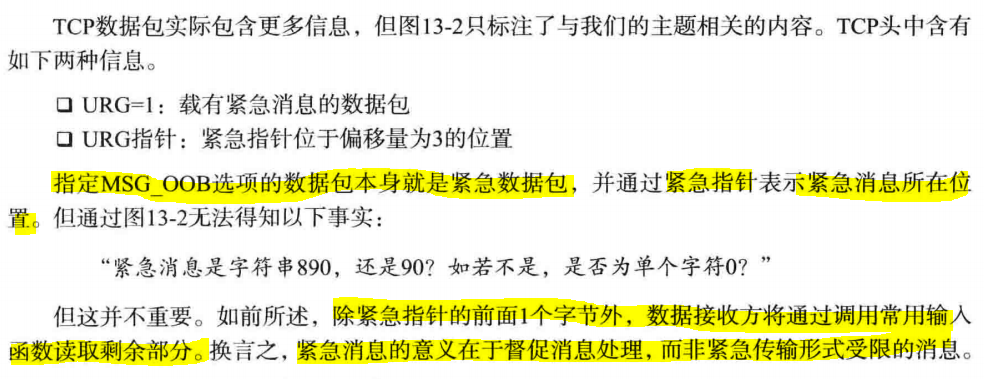 TCP数据包实际包含更多信息，但图13-2只标注了与我们的主题相关的内容。TCP头中含有
如下两种信息。
❑ URG=1：载有紧急消息的数据包
❑ URG指针：紧急指针位于偏移量为3的位置
指定MSG_OOB选项的数据包本身就是紧急数据包，并通过紧急指针表示紧急消息所在位
置。但通过图13-2无法得知以下事实：
“紧急消息是字符串890，还是90？如若不是，是否为单个字符0？”
但这并不重要。如前所述，除紧急指针的前面1个字节外，数据接收方将通过调用常用输入
函数读取剩余部分。换言之，紧急消息的意义在于督促消息处理，而非紧急传输形式受限的消息。